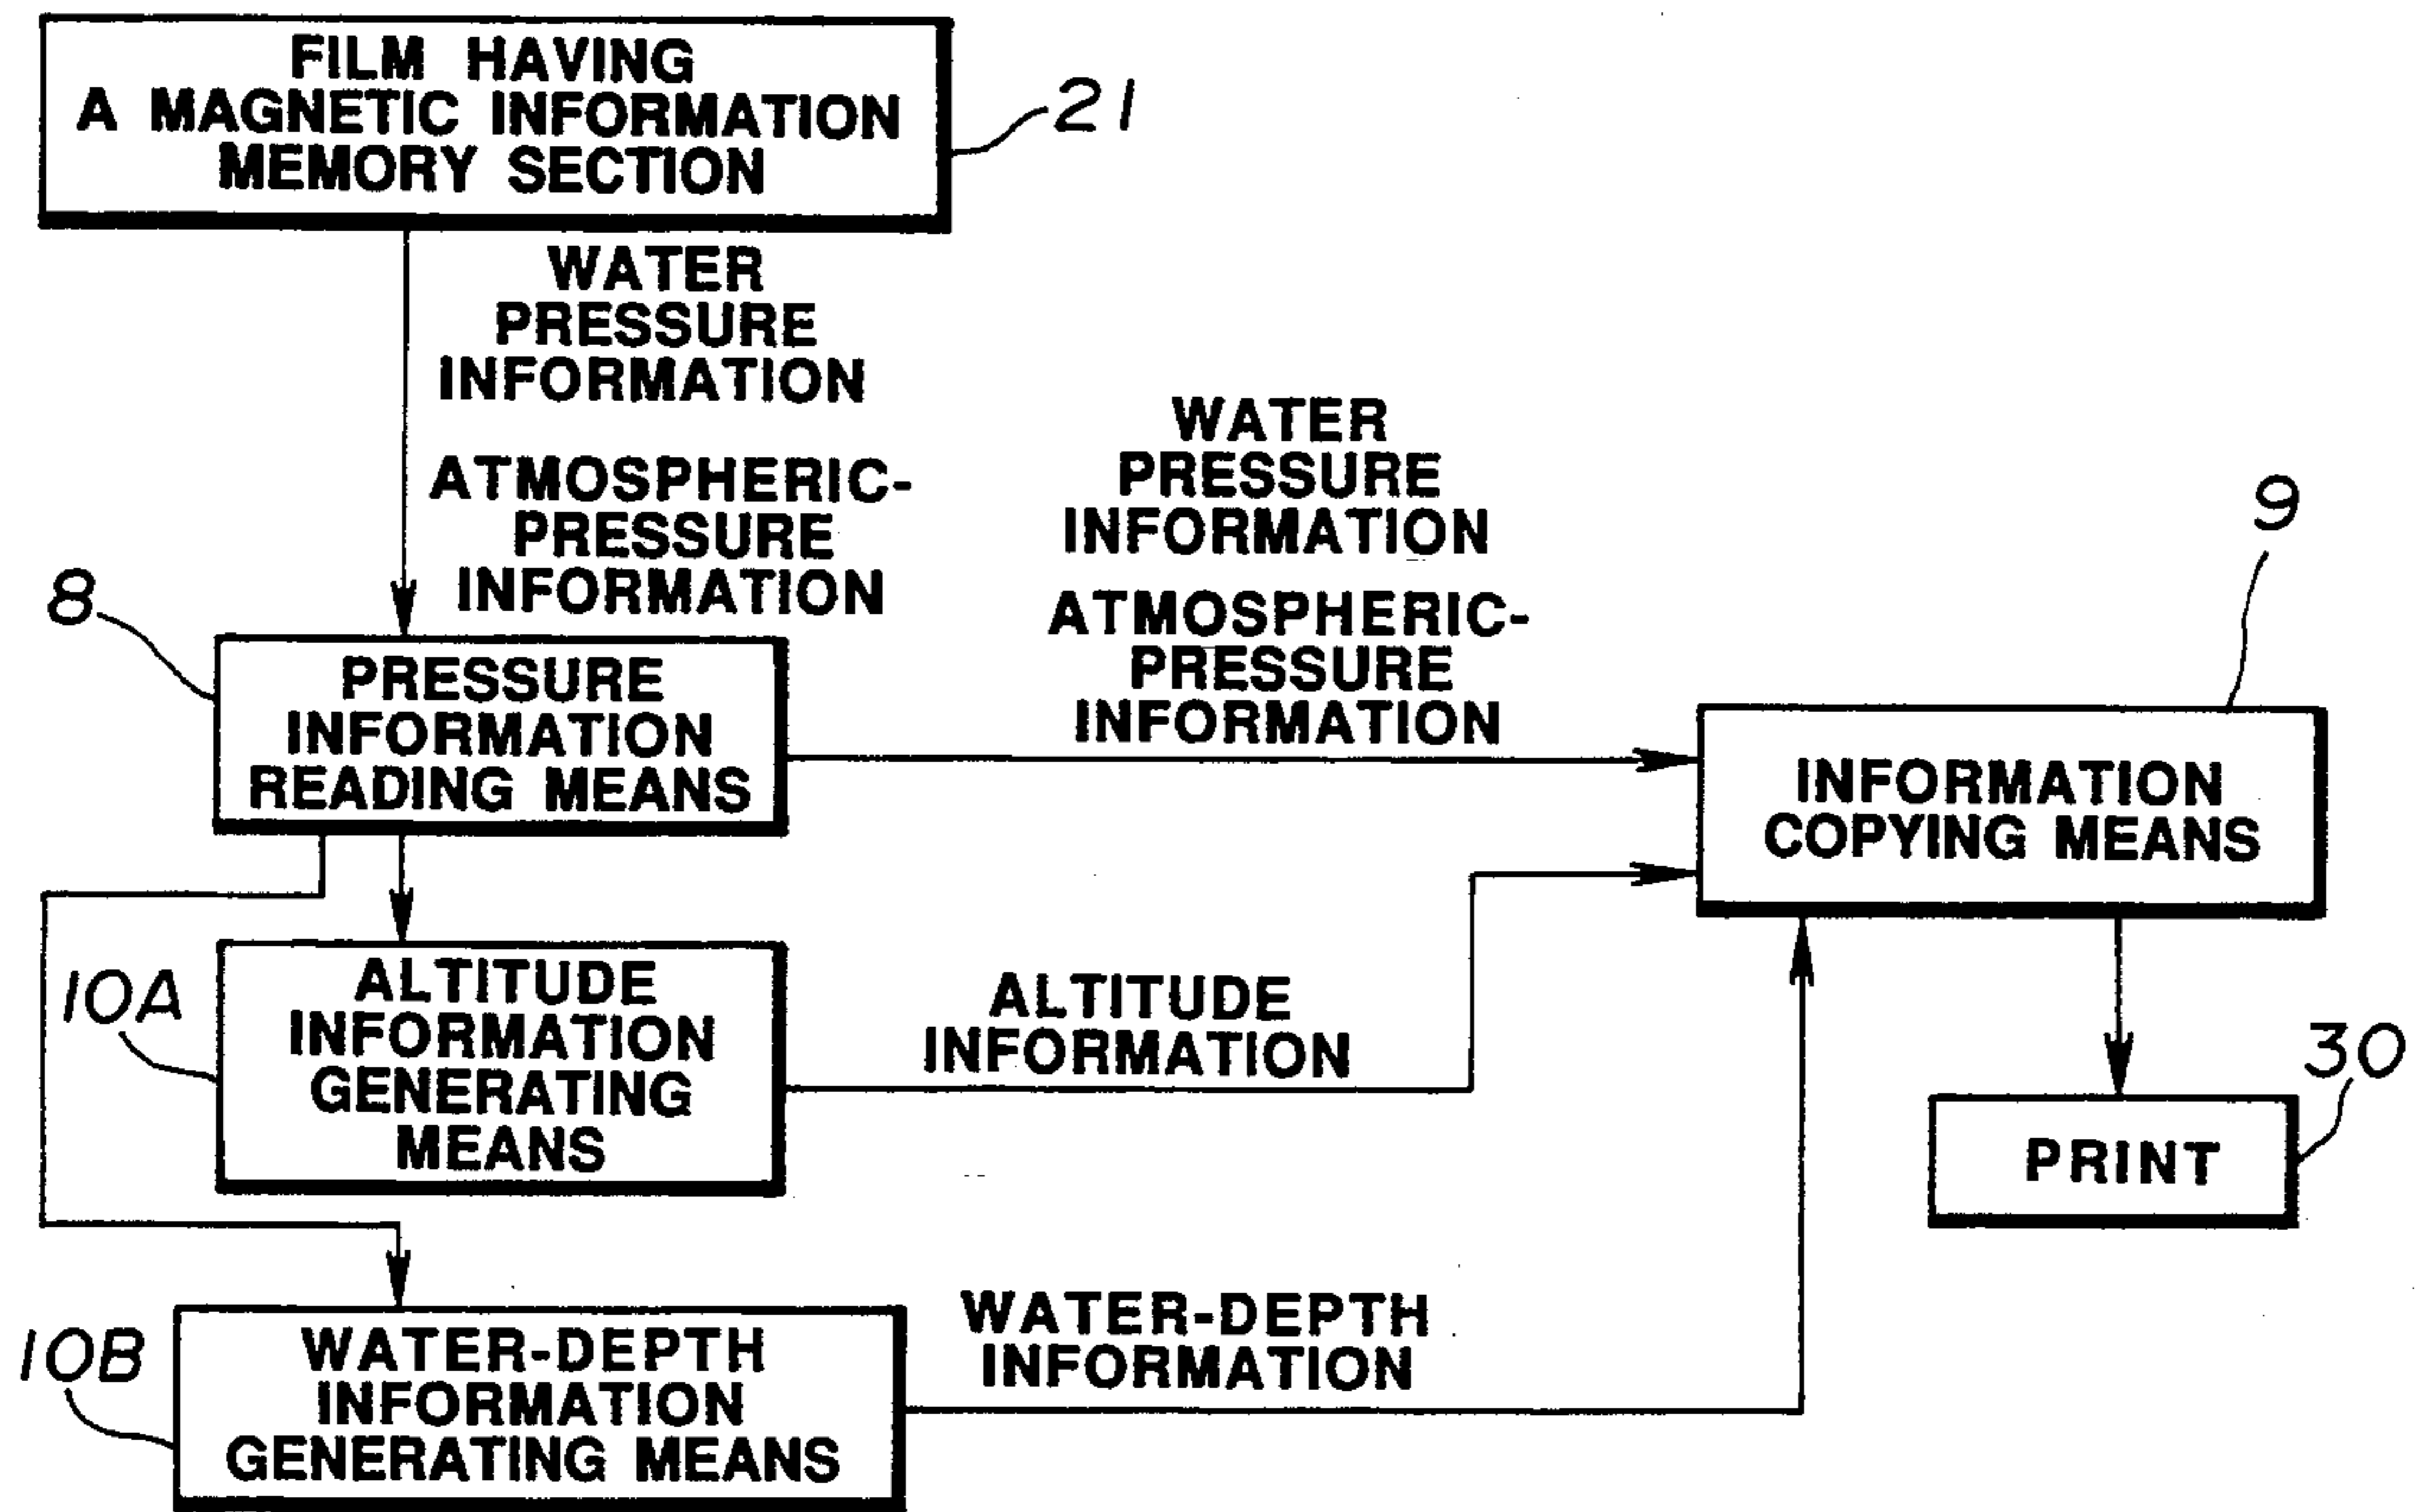 FILM HAVING
A MAGNETIC INFORMATION
MEMORY SECTION
21
WATER
PRESSURE
INFORMATION
ATMOSPHERIC-
PRESSURE
INFORMATION
WATER
PRESSURE
INFORMATION
ATMOSPHERIC-
PRESSURE
INFORMATION
8
PRESSURE
INFORMATION
READING MEANS
9
INFORMATION
COPYING MEANS
10A
ALTITUDE
INFORMATION
GENERATING
MEANS
ALTITUDE
INFORMATION
30
PRINT
10B
WATER-DEPTH
INFORMATION
GENERATING MEANS
WATER-DEPTH
INFORMATION